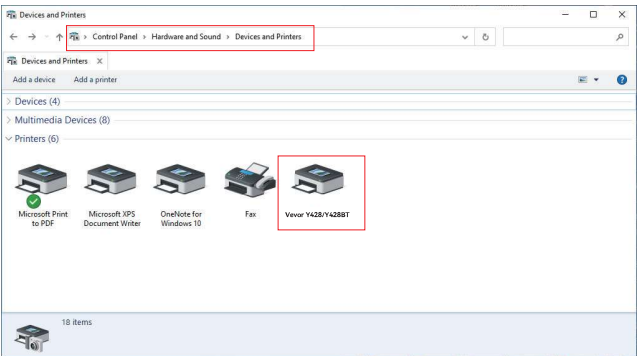 Devices and Printers
Control Panel > Hardware and Sound > Devices and Printers
Devices and Printers X
Add a device Add a printer
Devices (4)
Multimedia Devices (8)
Printers (6)
Microsoft Print
to PDF
Microsoft XPS
Document Writer
OneNote for
Windows 10
Fax
Vevor Y428/Y428BT
18 items